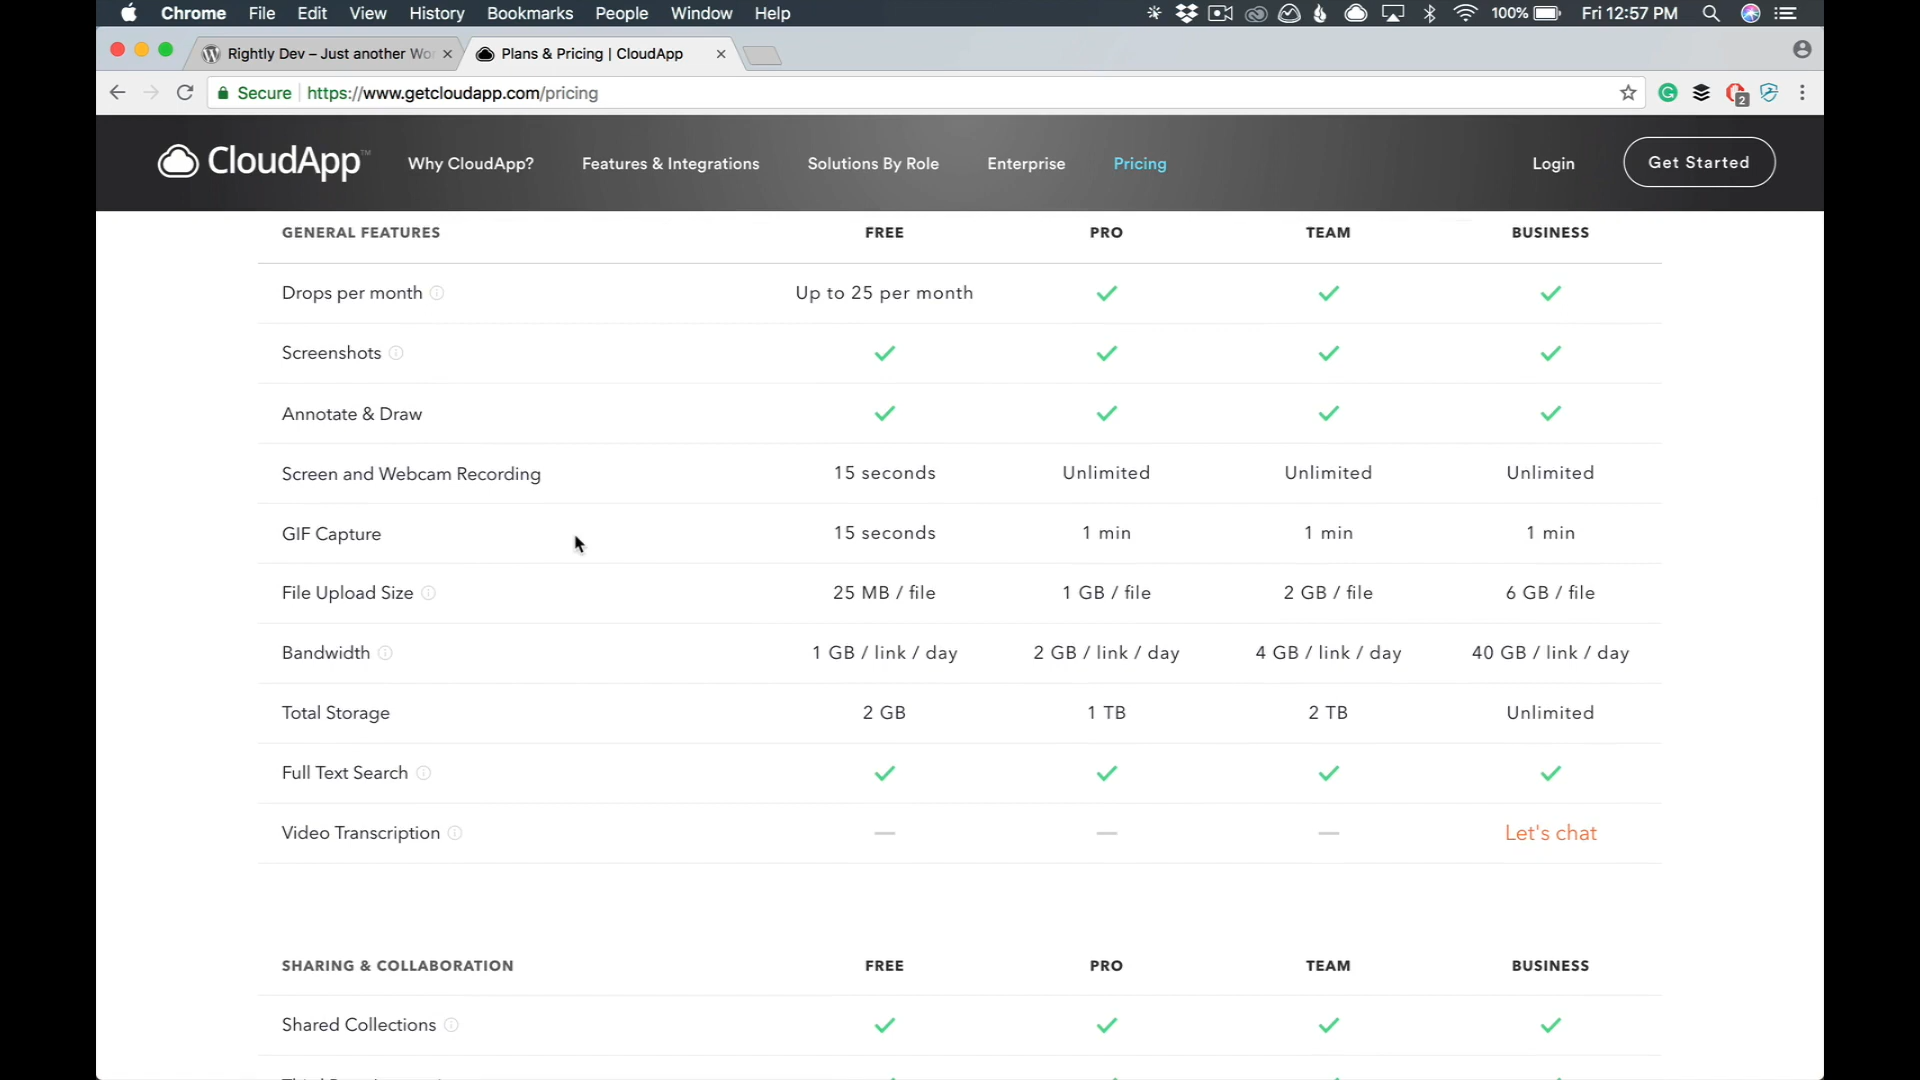 Chrome File Edit View History Bookmarks People Window Help 100% Fri 12:57 PM
Rightly Dev – Just another Wo Plans & Pricing | CloudApp
Secure https://www.getcloudapp.com/pricing 2
CloudApp™ Why CloudApp? Features & Integrations Solutions By Role Enterprise Pricing Login Get Started
GENERAL FEATURES FREE PRO TEAM BUSINESS
Drops per month Up to 25 per month
Screenshots
Annotate & Draw
Screen and Webcam Recording 15 seconds Unlimited Unlimited Unlimited
GIF Capture 15 seconds 1 min 1 min 1 min
File Upload Size 25 MB / file 1 GB / file 2 GB / file 6 GB / file
Bandwidth 1 GB / link / day 2 GB / link / day 4 GB / link / day 40 GB / link / day
Total Storage 2 GB 1 TB 2 TB Unlimited
Full Text Search
Video Transcription — — — Let's chat
SHARING & COLLABORATION FREE PRO TEAM BUSINESS
Shared Collections